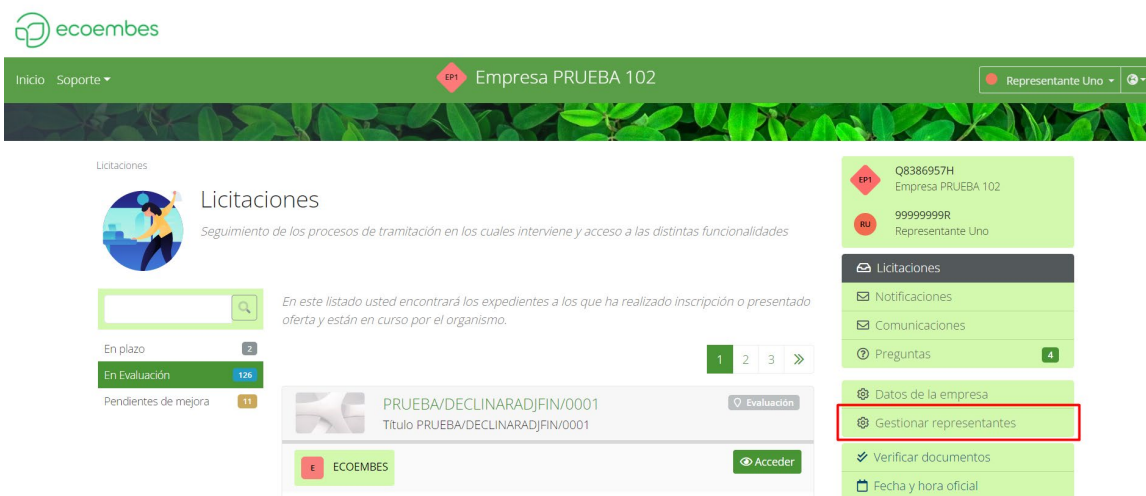 ecoembes
Inicio Soporte
EP1 Empresa PRUEBA 102
Representante Uno
Licitaciones
Licitaciones
Seguimiento de los procesos de tramitación en los cuales interviene y acceso a las distintas funcionalidades
En este listado usted encontrará los expedientes a los que ha realizado inscripción o presentado
oferta y están en curso por el organismo.
En plazo 2
En Evaluación 126
Pendientes de mejora 11
1 2 3 »
PRUEBA/DECLINARADJFIN/0001
Evaluación
Título PRUEBA/DECLINARADJFIN/0001
E ECOEMBES
Acceder
EP1
Q8386957H
Empresa PRUEBA 102
RU
99999999R
Representante Uno
Licitaciones
Notificaciones
Comunicaciones
Preguntas 4
Datos de la empresa
Gestionar representantes
Verificar documentos
Fecha y hora oficial